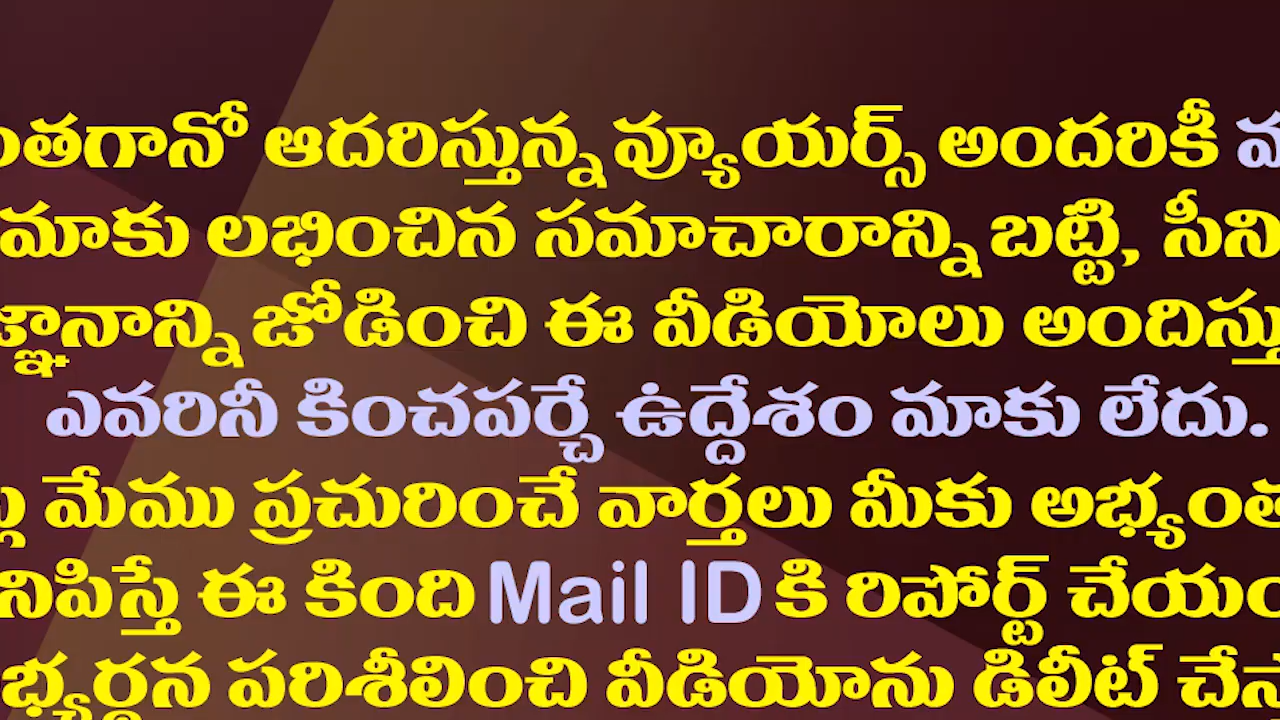 ఆదరిస్తున్న వ్యూయర్స్ అందరికీ
మాకు లభించిన సమాచారాన్ని బట్టి,
జోడించి ఈ వీడియోలు
ఎవరినీ కించపర్చే ఉద్దేశం మాకు లేదు.
మేము ప్రచురించే వార్తలు మీకు
ఈ కింది Mail ID కి రిపోర్ట్
పరిశీలించి వీడియోను డిలీట్